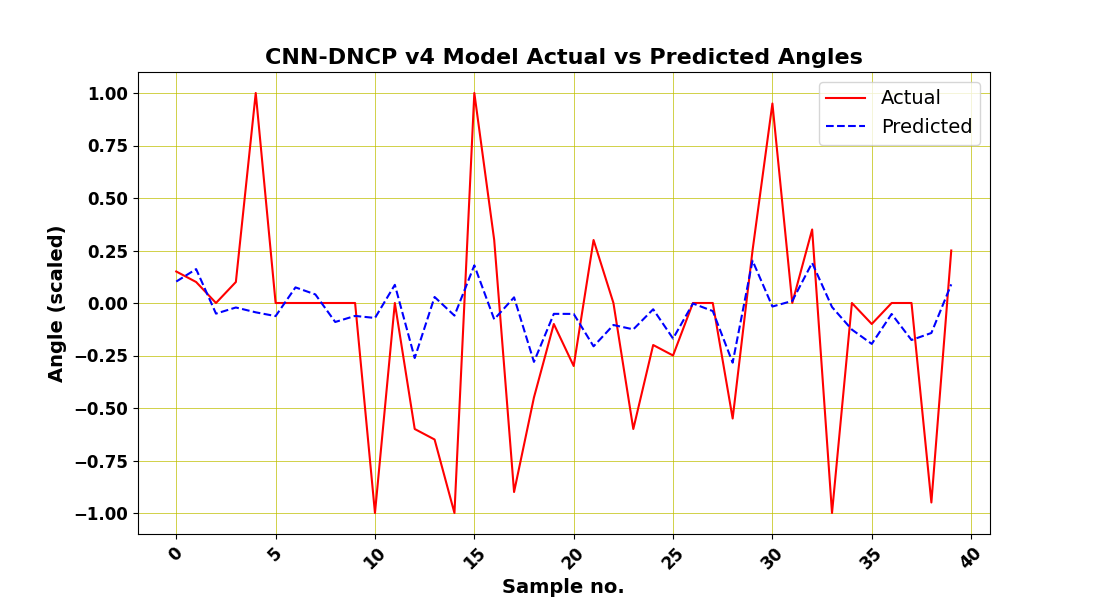 CNN-DNCP v4 Model Actual vs Predicted Angles
Actual
Predicted
1.00
0.75
0.50
0.25
0.00
−0.25
−0.50
−0.75
−1.00
Angle (scaled)
0 5 10 15 20 25 30 35 40
Sample no.